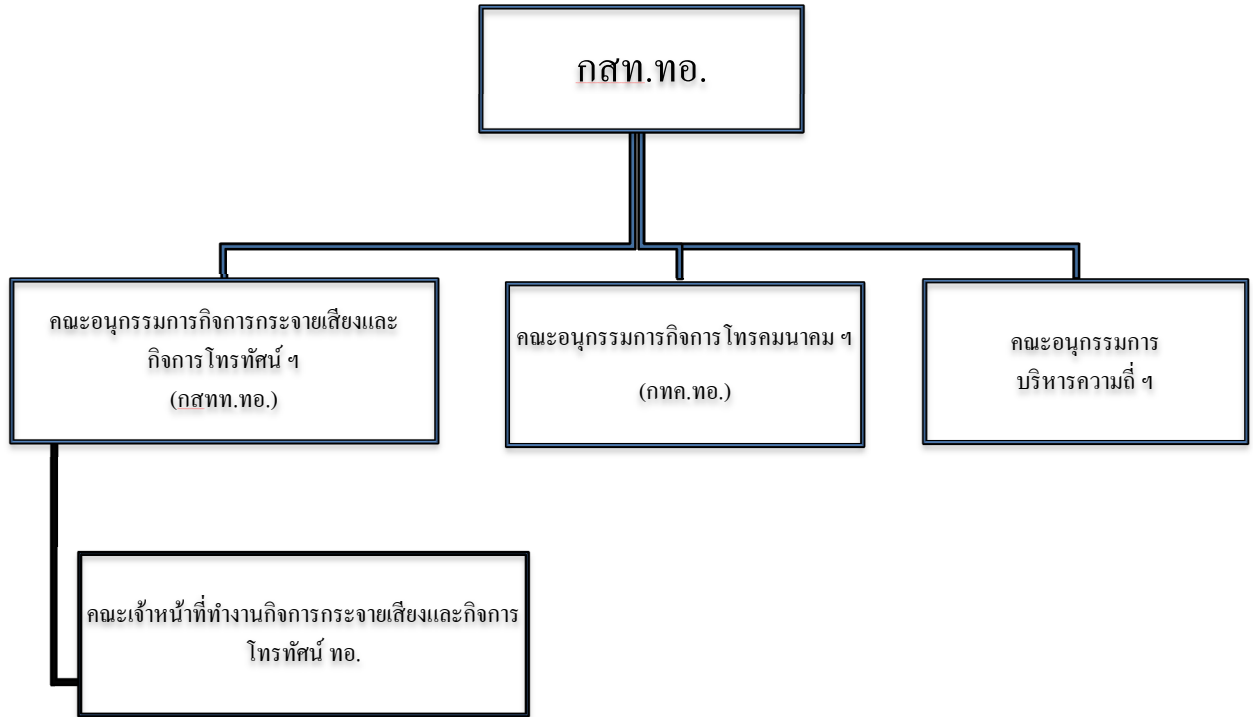 กสท.ทอ.
คณะอนุกรรมการกิจการกระจายเสียงและ
กิจการโทรทัศน์ ฯ
(กสทท.ทอ.)
คณะอนุกรรมการกิจการโทรคมนาคม ฯ
(กทค.ทอ.)
คณะอนุกรรมการ
บริหารความถี่ ฯ
คณะเจ้าหน้าที่ทำงานกิจการกระจายเสียงและกิจการ
โทรทัศน์ ทอ.